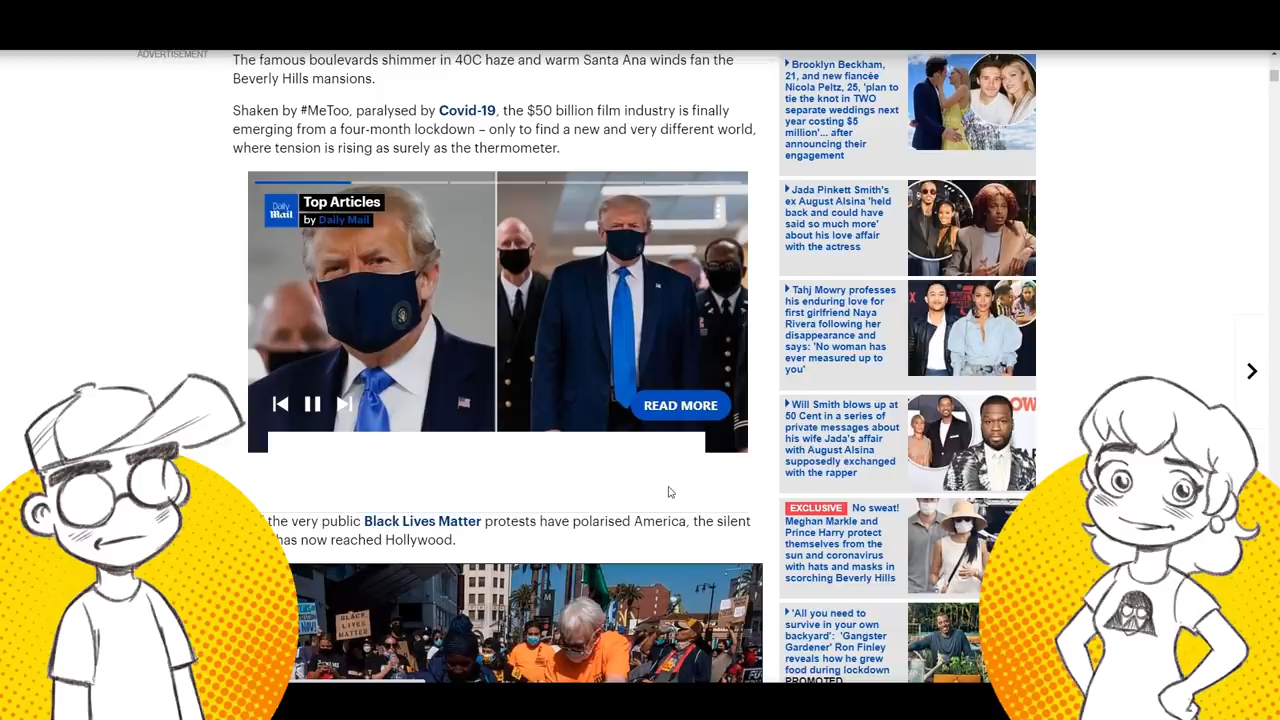 ADVERTISEMENT
The famous boulevards shimmer in 40C haze and warm Santa Ana winds fan the
Beverly Hills mansions.
Shaken by #MeToo, paralysed by Covid-19, the $50 billion film industry is finally
emerging from a four-month lockdown – only to find a new and very different world,
where tension is rising as surely as the thermometer.
Daily Mail
Top Articles
by Daily Mail
READ MORE
the very public Black Lives Matter protests have polarised America, the silent
has now reached Hollywood.
BLACK
LIVES
MATTER
Brooklyn Beckham,
21, and new fiancée
Nicola Peltz, 25, 'plan to
tie the knot in TWO
separate weddings next
year costing $5
million'... after
announcing their
engagement
Jada Pinkett Smith's
ex August Alsina 'held
back and could have
said so much more'
about his love affair
with the actress
Tahj Mowry professes
his enduring love for
first girlfriend Naya
Rivera following her
disappearance and
says: 'No woman has
ever measured up to
you'
Will Smith blows up at
50 Cent in a series of
private messages about
his wife Jada's affair
with August Alsina
supposedly exchanged
with the rapper
EXCLUSIVE No sweat!
Meghan Markle and
Prince Harry protect
themselves from the
sun and coronavirus
with hats and masks in
scorching Beverly Hills
'All you need to
survive in your own
backyard': 'Gangster
Gardener' Ron Finley
reveals how he grew
food during lockdown
PROMOTED